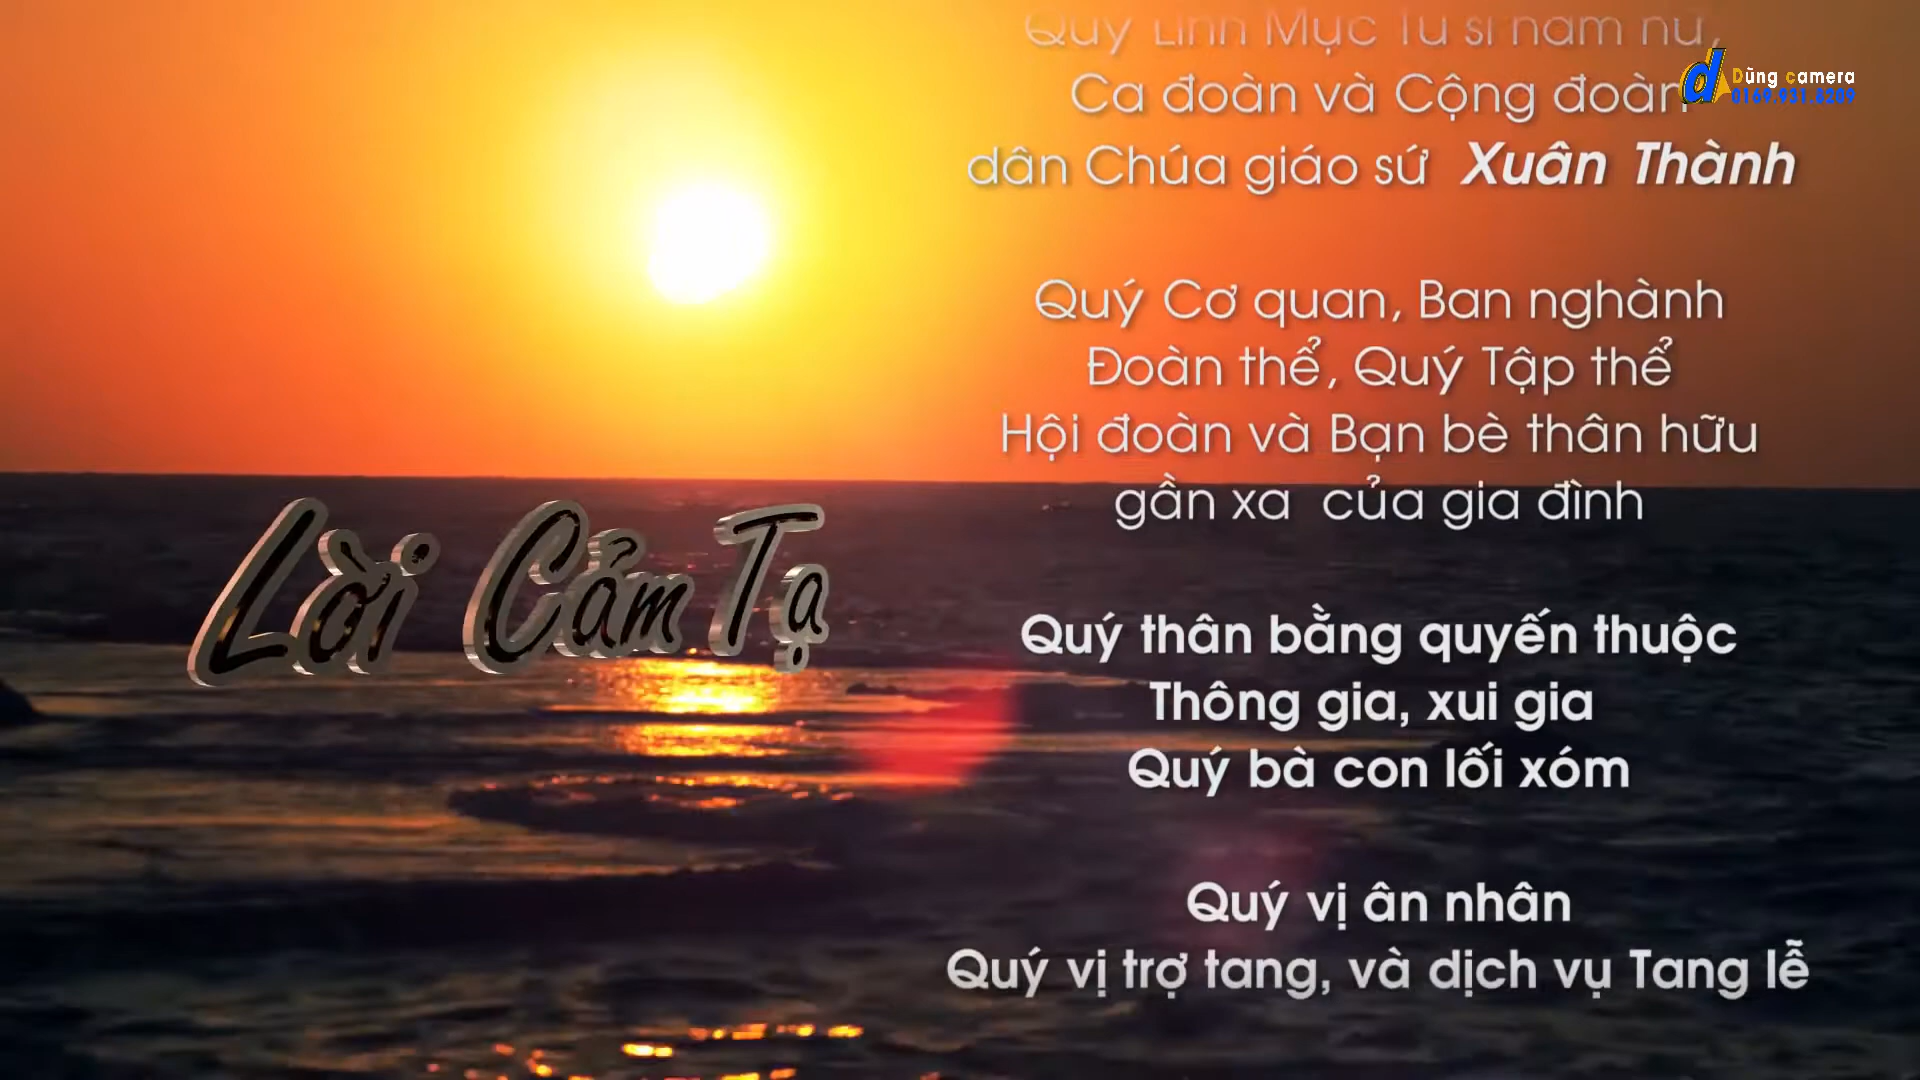 Quý Linh Mục Tu sĩ nam nữ,
Ca đoàn và Cộng đoàn
dân Chúa giáo sứ Xuân Thành
Quý Cơ quan, Ban nghành
Đoàn thể, Quý Tập thể
Hội đoàn và Bạn bè thân hữu
gần xa của gia đình
Quý thân bằng quyến thuộc
Thông gia, xui gia
Quý bà con lối xóm
Quý vị ân nhân
Quý vị trợ tang, và dịch vụ Tang lễ
Lời Cảm Tạ
Dũng camera
0169.931.8289